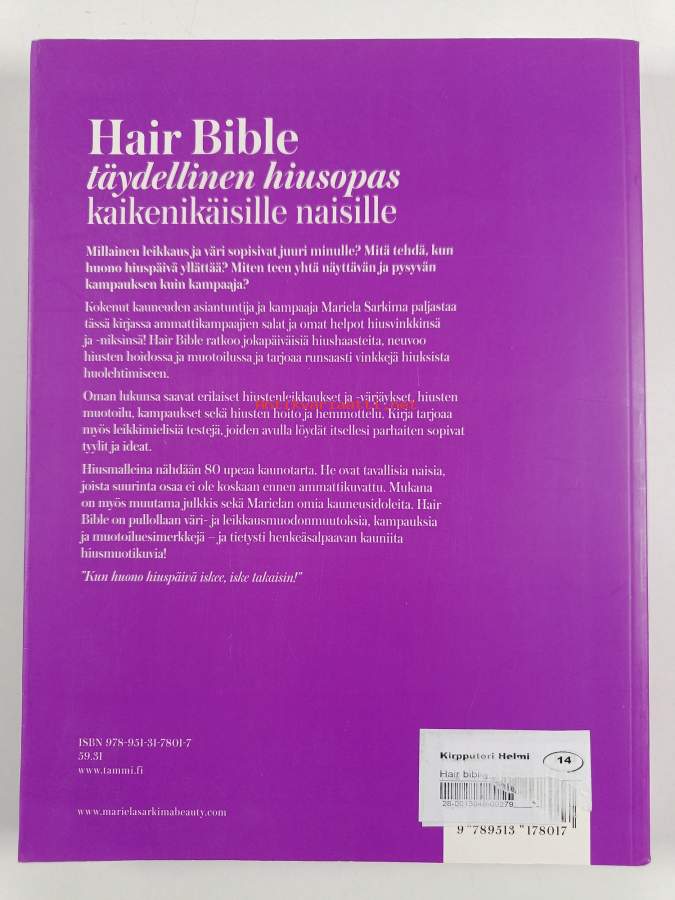 Hair Bible
täydellinen hiusopas
kaikenikäisille naisille
Millainen leikkaus ja väri sopisivat juuri minulle? Mitä tehdä, kun
huono hiuspäivä yllättää? Miten teen yhtä näyttävän ja pysyvän
kampauksen kuin kampaaja?
Kokenut kauneuden asiantuntija ja kampaaja Mariela Sarkima paljastaa
tässä kirjassa ammattikampaajien salat ja omat helpot hiusvinkkinsä
ja -niksinsä! Hair Bible ratkoo jokapäiväisiä hiushaasteita, neuvoo
hiusten hoidossa ja muotoilussa ja tarjoaa runsaasti vinkkejä hiuksista
huolehtimiseen.
Oman lukunsa saavat erilaiset hiustenleikkaukset ja -värjäykset, hiusten
muotoilu, kampaukset sekä hiusten hoito ja hemmottelu. Kirja tarjoaa
myös leikkimielisiä testejä, joiden avulla löydät itsellesi parhaiten sopivat
tyylit ja ideat.
Hiusmalleina nähdään 80 upeaa kaunotarta. He ovat tavallisia naisia,
joista suurinta osaa ei ole koskaan ennen ammattikuvattu. Mukana
on myös muutama julkkis sekä Marielan omia kauneusidoleita. Hair
Bible on pullollaan väri- ja leikkausmuodonmuutoksia, kampauksia
ja muotoiluesimerkkejä – ja tietysti henkeäsalpaavan kauniita
hiusmuotikuvia!
"Kun huono hiuspäivä iskee, iske takaisin!"
ISBN 978-951-31-7801-7
59.31
www.tammi.fi
www.marielasarkimabeauty.com
Kirpputori Helmi 14
Hair bible
9 789513 178017